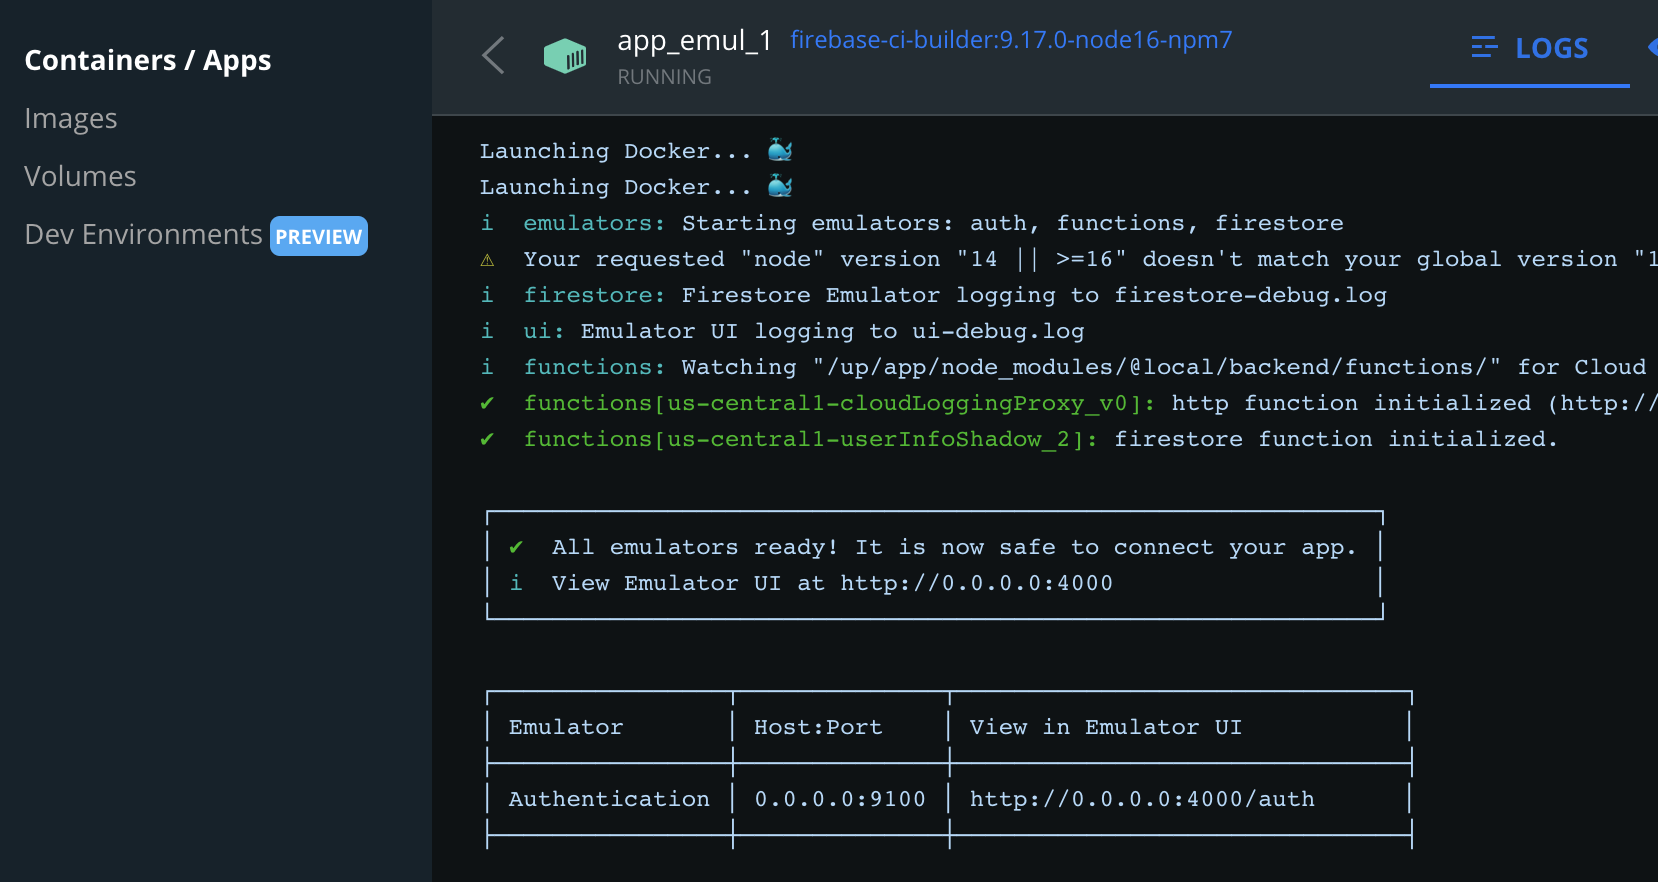 Containers / Apps
Images
Volumes
Dev Environments PREVIEW
app_emul_1 firebase-ci-builder:9.17.0-node16-npm7
RUNNING
LOGS
Launching Docker... 🐳
Launching Docker... 🐳
i emulators: Starting emulators: auth, functions, firestore
⚠ Your requested "node" version "14 || >=16" doesn't match your global version "1
i firestore: Firestore Emulator logging to firestore-debug.log
i ui: Emulator UI logging to ui-debug.log
i functions: Watching "/up/app/node_modules/@local/backend/functions/" for Cloud
✔ functions[us-central1-cloudLoggingProxy_v0]: http function initialized (http://
✔ functions[us-central1-userInfoShadow_2]: firestore function initialized.
✔ All emulators ready! It is now safe to connect your app.
i View Emulator UI at http://0.0.0.0:4000
Emulator Host:Port View in Emulator UI
Authentication 0.0.0.0:9100 http://0.0.0.0:4000/auth